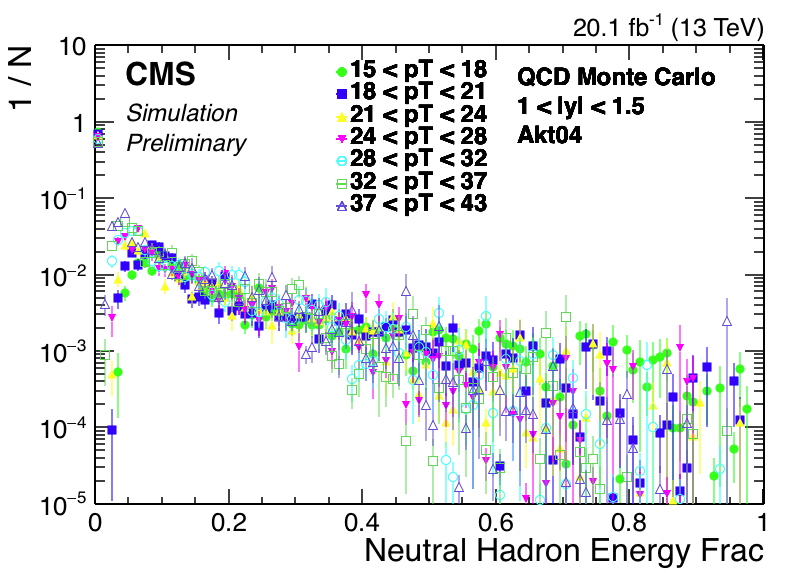 20.1 fb⁻¹ (13 TeV)
1 / N
10
1
10⁻¹
10⁻²
10⁻³
10⁻⁴
10⁻⁵
CMS
Simulation
Preliminary
15 < pT < 18
18 < pT < 21
21 < pT < 24
24 < pT < 28
28 < pT < 32
32 < pT < 37
37 < pT < 43
QCD Monte Carlo
1 < lyl < 1.5
Akt04
0 0.2 0.4 0.6 0.8 1
Neutral Hadron Energy Frac